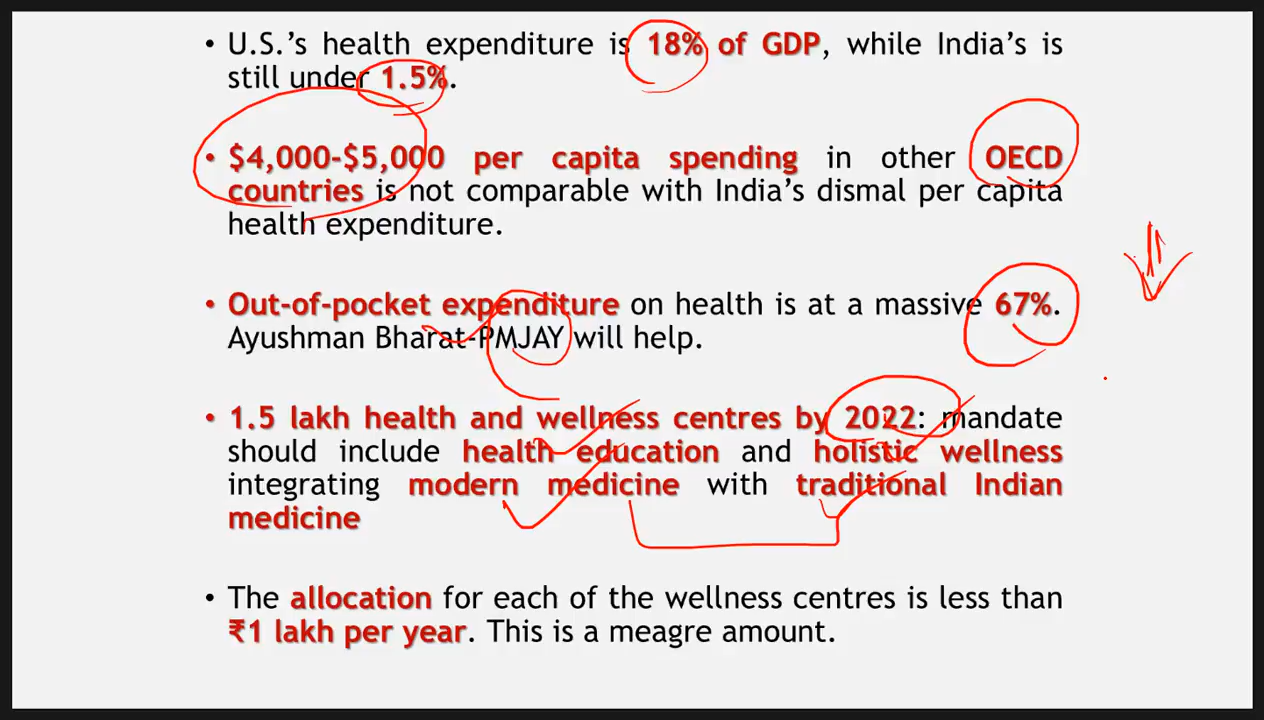 • U.S.'s health expenditure is 18% of GDP, while India's is
still under 1.5%.
• $4,000-$5,000 per capita spending in other OECD
countries is not comparable with India's dismal per capita
health expenditure.
• Out-of-pocket expenditure on health is at a massive 67%.
Ayushman Bharat-PMJAY will help.
• 1.5 lakh health and wellness centres by 2022: mandate
should include health education and holistic wellness
integrating modern medicine with traditional Indian
medicine
• The allocation for each of the wellness centres is less than
₹1 lakh per year. This is a meagre amount.